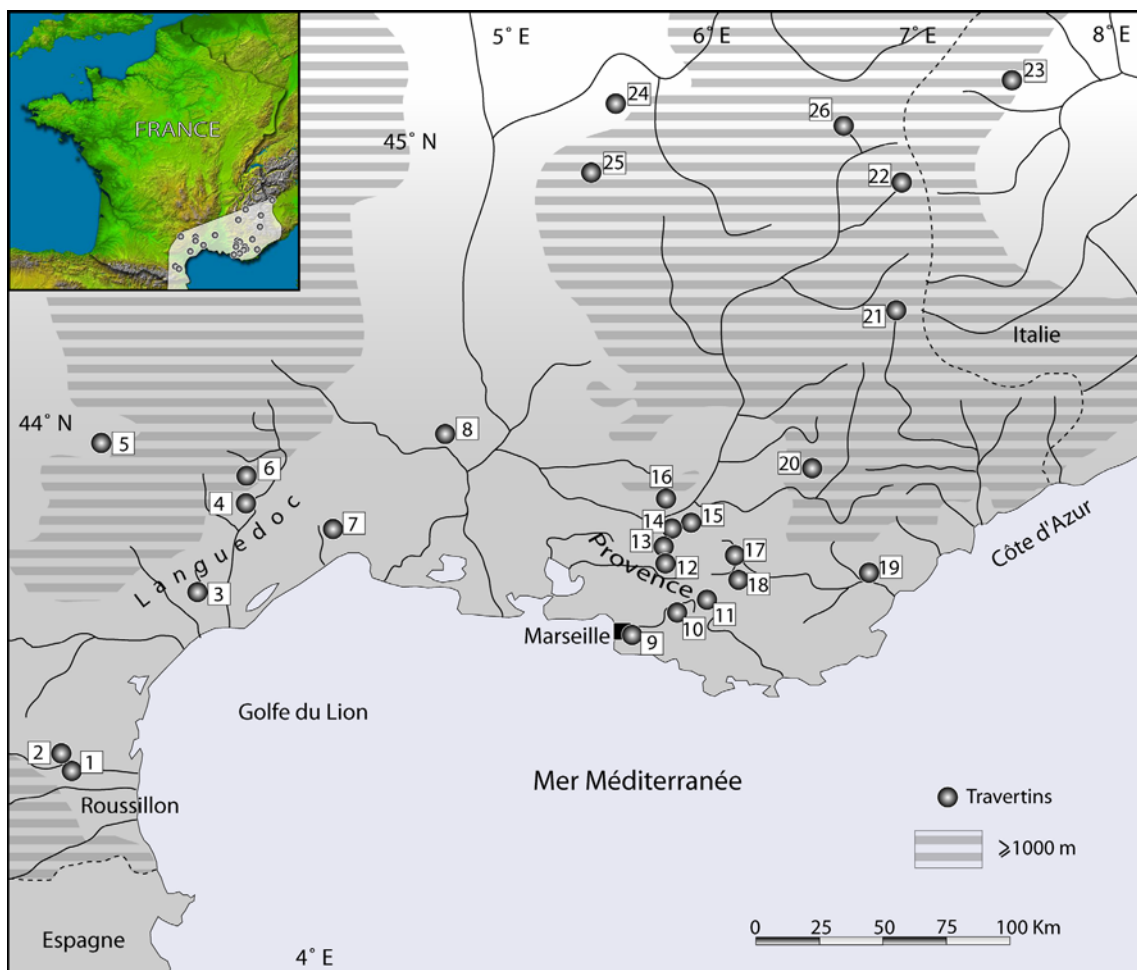 FRANCE
5° E
6° E
7° E
8° E
23
24
26
45° N
25
22
21
Italie
44° N
5
8
6
20
4
16
Languedoc
7
14
15
13
Provence
17
Côte d'Azur
12
18
19
3
11
Marseille
10
9
Golfe du Lion
2
1
Mer Méditerranée
Roussillon
Travertins
⩾1000 m
Espagne
0 25 50 75 100 Km
4° E